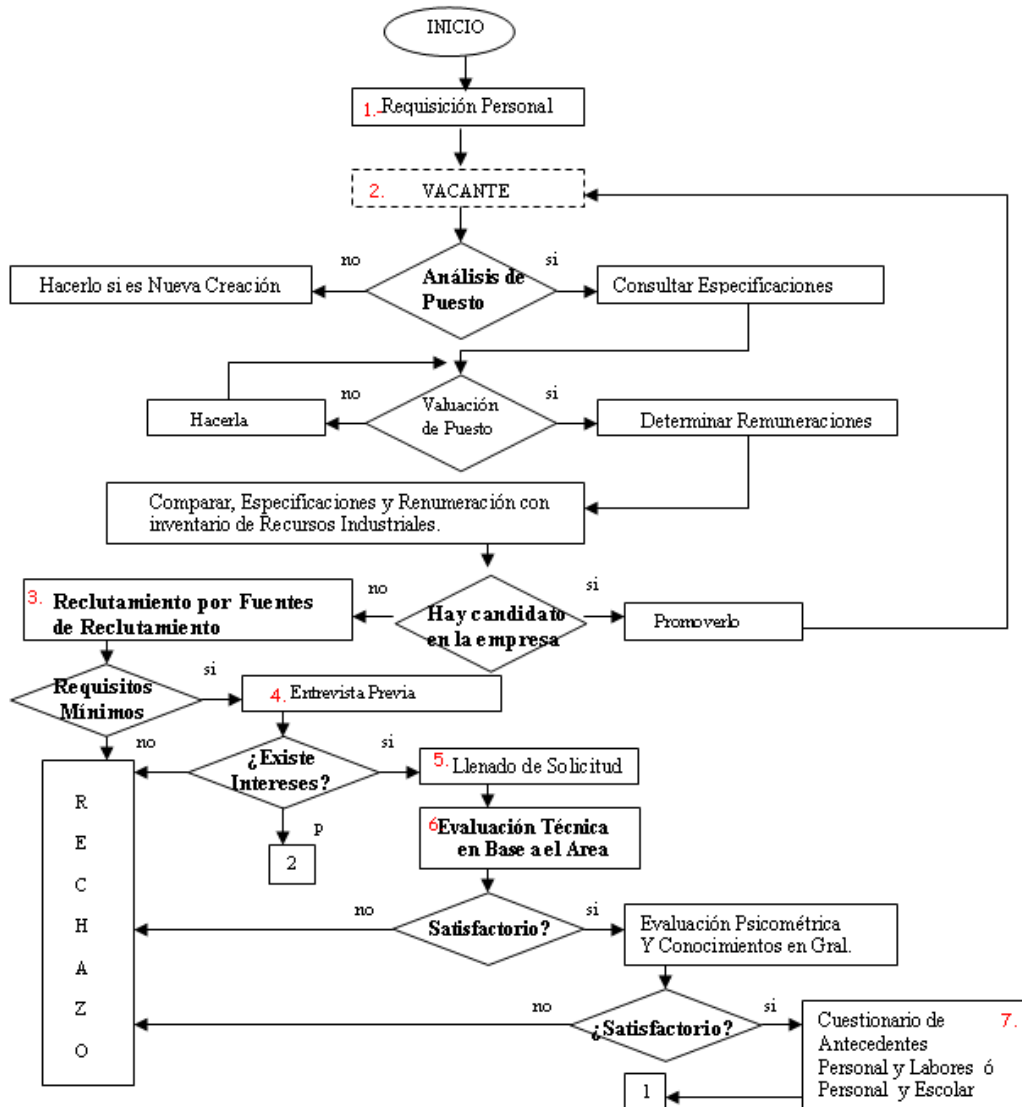 INICIO
1.- Requisición Personal
2. VACANTE
no
si
Análisis de
Puesto
Hacerlo si es Nueva Creación
Consultar Especificaciones
no
si
Valuación
de Puesto
Hacerla
Determinar Remuneraciones
Comparar, Especificaciones y Renumeración con
inventario de Recursos Industriales.
no
si
3. Reclutamiento por Fuentes
de Reclutamiento
Hay candidato
en la empresa
Promoverlo
si
Requisitos
Mínimos
4. Entrevista Previa
no
¿Existe
Intereses?
si
5. Llenado de Solicitud
R
E
C
H
A
Z
O
p
2
6 Evaluación Técnica
en Base a el Area
no
Satisfactorio?
si
Evaluación Psicométrica
Y Conocimientos en Gral.
no
¿Satisfactorio?
si
Cuestionario de 7.
Antecedentes
Personal y Labores ó
Personal y Escolar
1